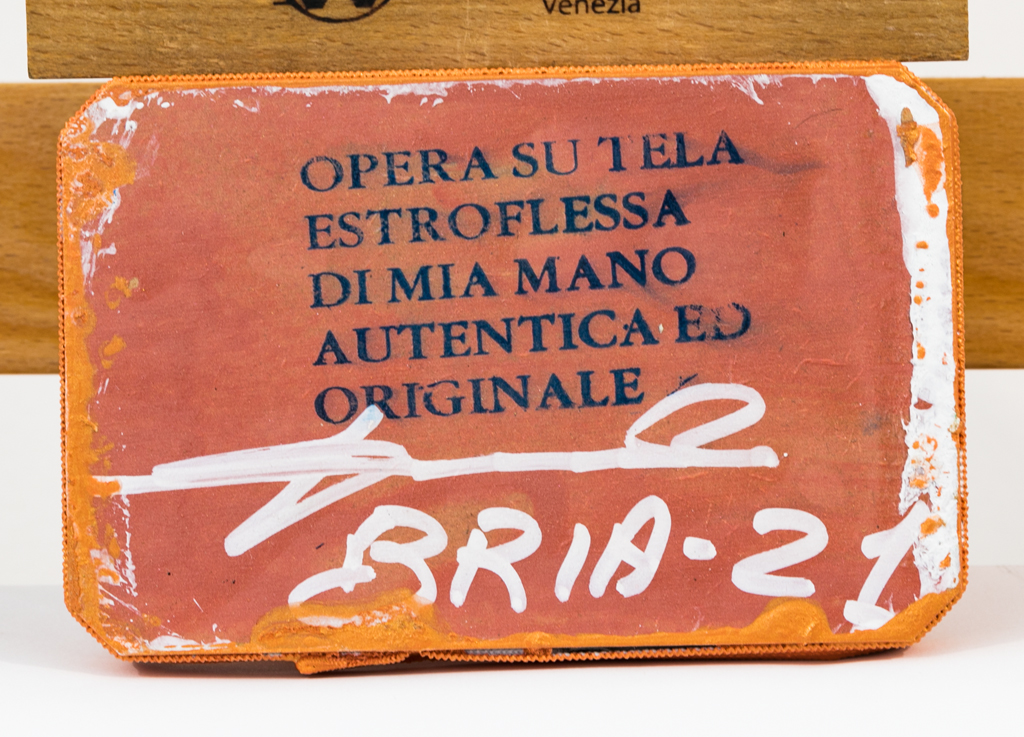 Venezia
OPERA SU TELA
ESTROFLESSA
DI MIA MANO
AUTENTICA ED
ORIGINALE
BRIA-21